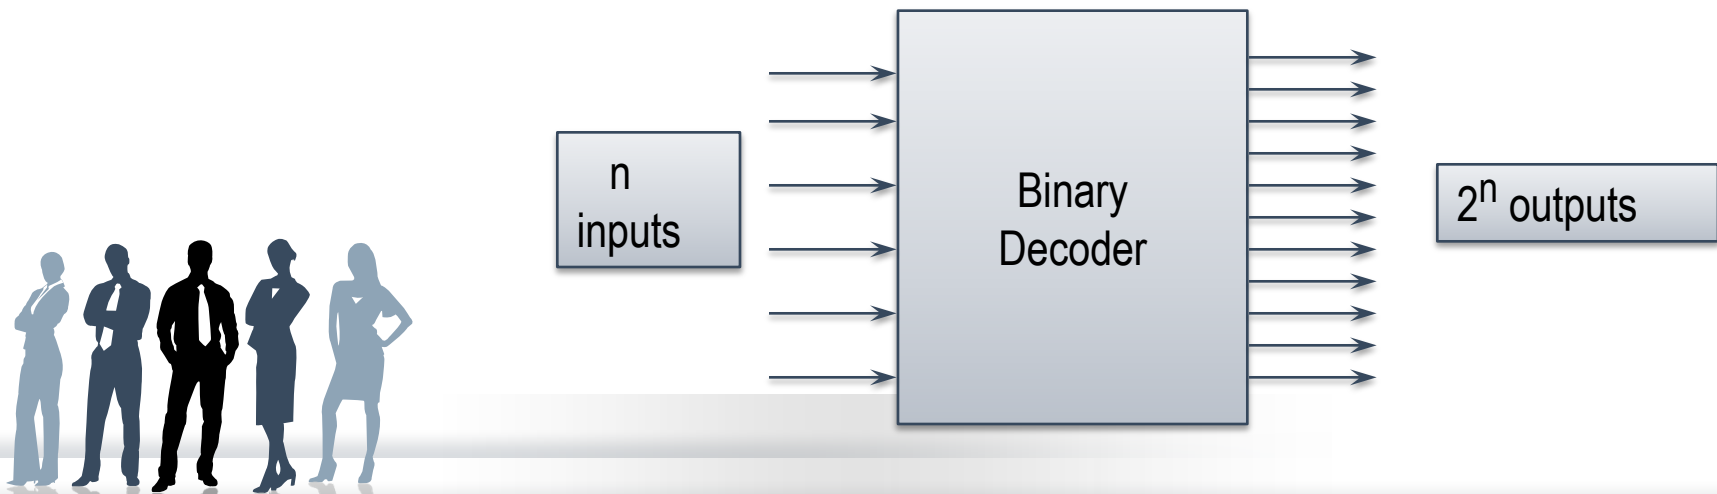 n
inputs
Binary
Decoder
2ⁿ outputs